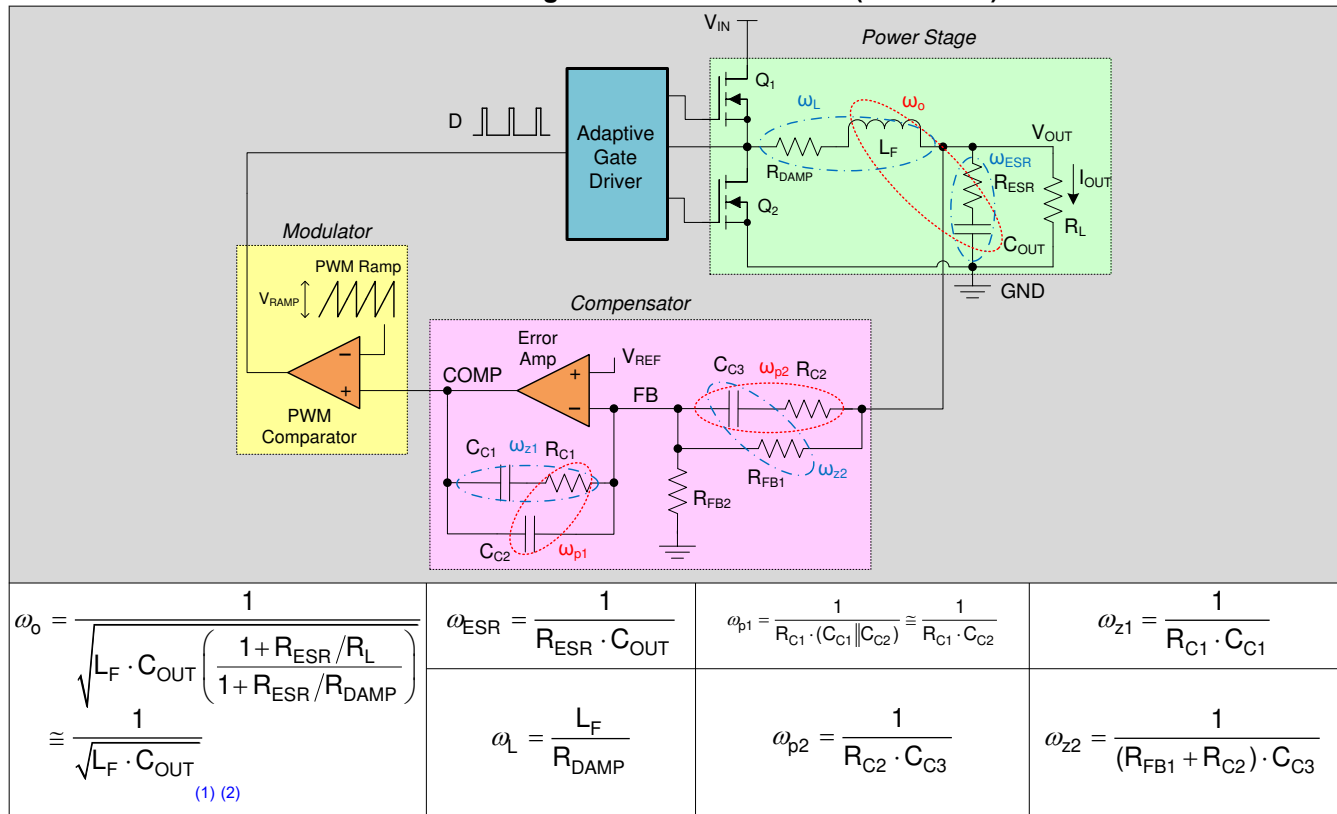 V_IN
Power Stage
Q_1
ω_L
ω_o
D
Adaptive
Gate
Driver
V_OUT
L_F
ω_ESR
R_DAMP
R_ESR
I_OUT
Q_2
C_OUT
R_L
GND
Modulator
PWM Ramp
V_RAMP
−
+
PWM
Comparator
Compensator
Error
Amp
V_REF
COMP
+
−
FB
C_C3
ω_p2
R_C2
R_FB1
ω_z2
C_C1
ω_z1
R_C1
R_FB2
C_C2
ω_p1
ω_o = 1 / √(L_F · C_OUT ((1 + R_ESR/R_L) / (1 + R_ESR/R_DAMP)))
≅ 1 / √(L_F · C_OUT)
(1) (2)
ω_ESR = 1 / (R_ESR · C_OUT)
ω_p1 = 1 / (R_C1 · (C_C1‖C_C2)) ≅ 1 / (R_C1 · C_C2)
ω_z1 = 1 / (R_C1 · C_C1)
ω_L = L_F / R_DAMP
ω_p2 = 1 / (R_C2 · C_C3)
ω_z2 = 1 / ((R_FB1 + R_C2) · C_C3)